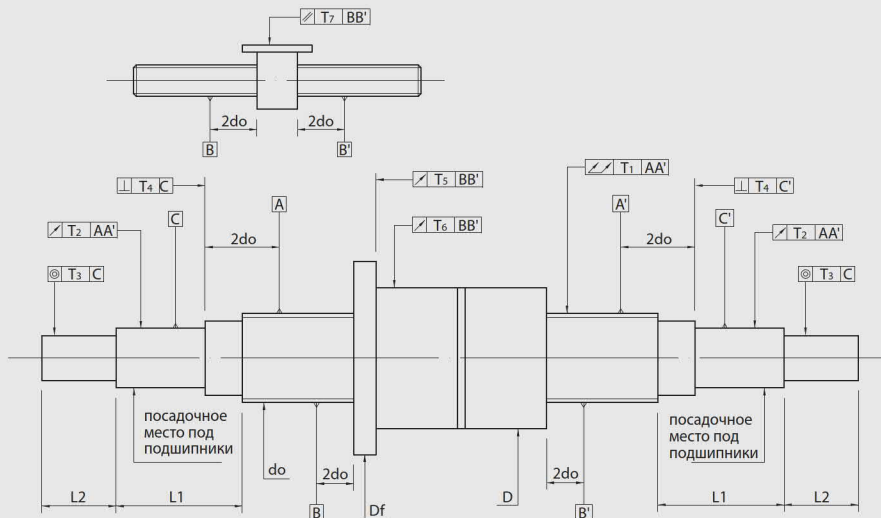 ⫽ T7 BB'
2do 2do
B B'
⊥ T4 C
↗ T5 BB'
⌰ T1 AA'
⊥ T4 C'
C
A
A'
C'
↗ T2 AA'
2do
↗ T6 BB'
2do
↗ T2 AA'
◎ T3 C
◎ T3 C
посадочное
место под
подшипники
посадочное
место под
подшипники
do
2do
D
2do
L2 L1
L1 L2
B
Df
B'